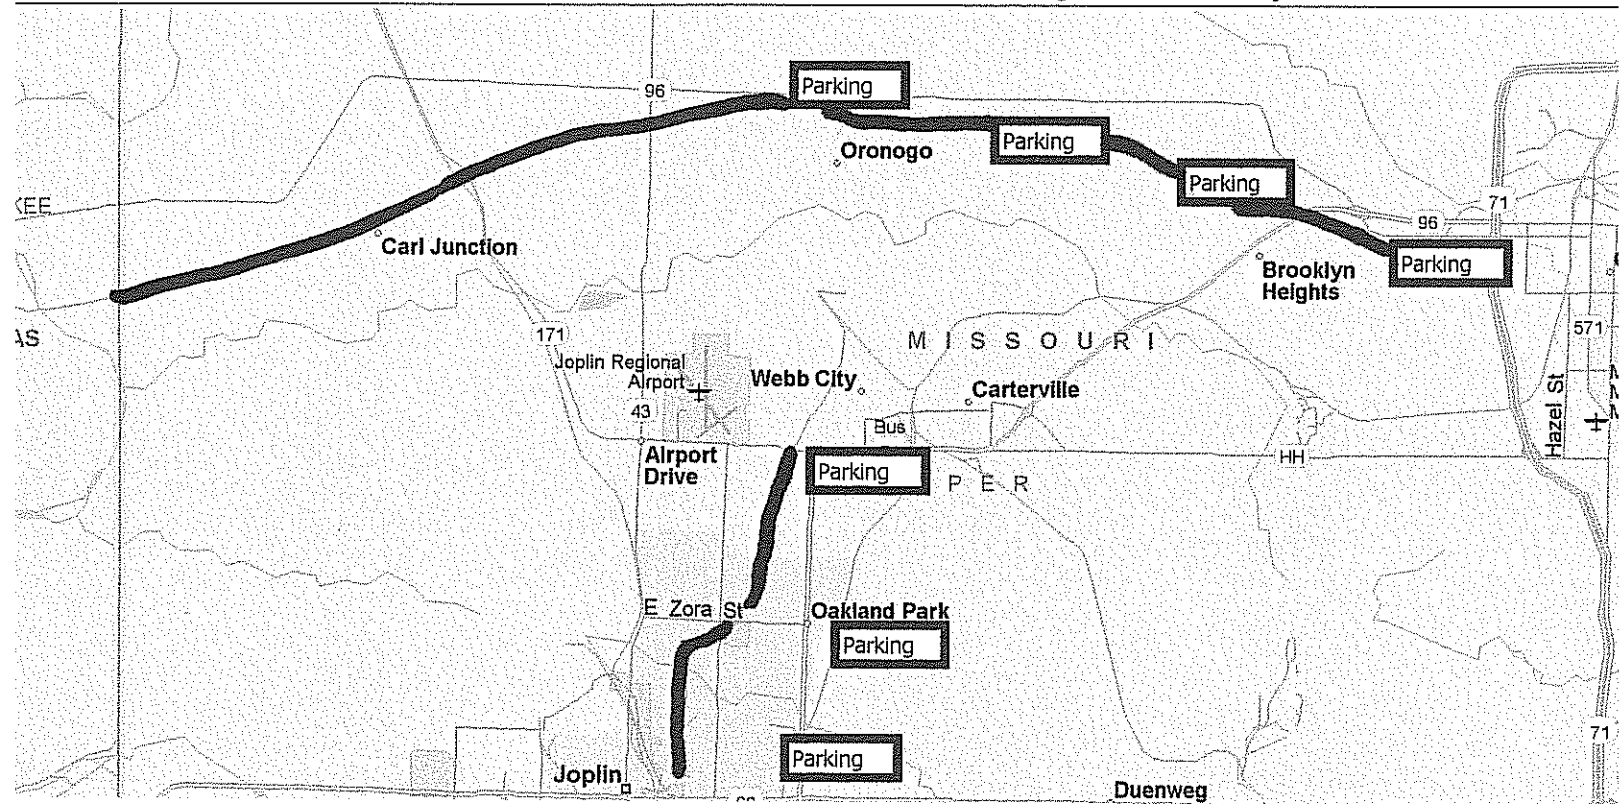 Parking
96
Oronogo
Parking
Parking
KEE
71
96
Carl Junction
Parking
Brooklyn
Heights
AS
171
MISSOURI
571
Joplin Regional
Airport
Webb City
Carterville
Hazel St
43
Bus
Airport
Drive
Parking
PER
HH
E Zora St
Oakland Park
Parking
71
Parking
Joplin
Duenweg